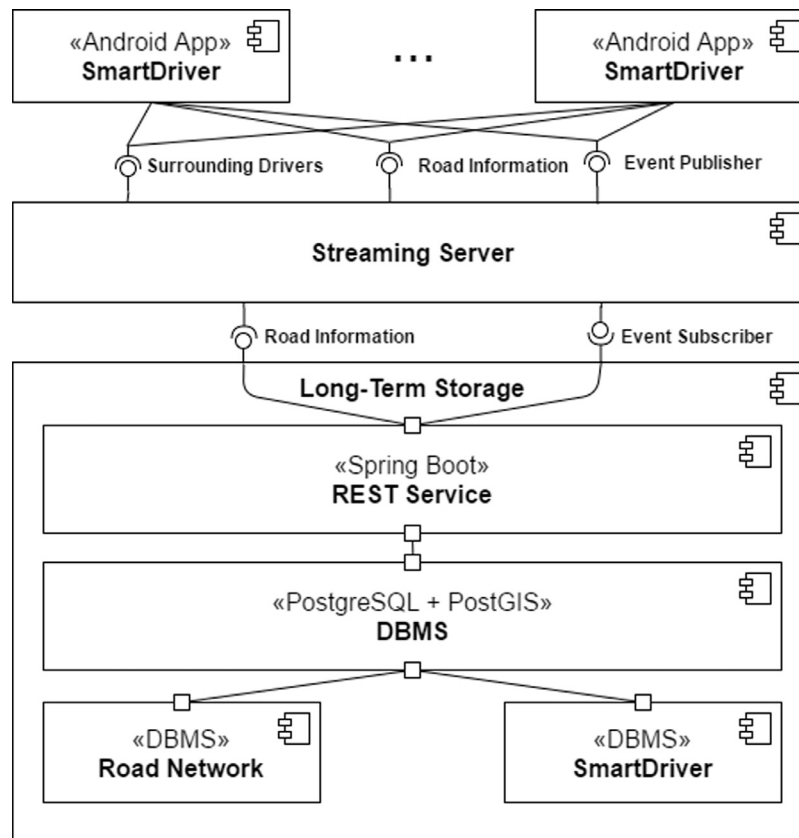 «Android App»
SmartDriver
...
«Android App»
SmartDriver
Surrounding Drivers
Road Information
Event Publisher
Streaming Server
Road Information
Event Subscriber
Long-Term Storage
«Spring Boot»
REST Service
«PostgreSQL + PostGIS»
DBMS
«DBMS»
Road Network
«DBMS»
SmartDriver